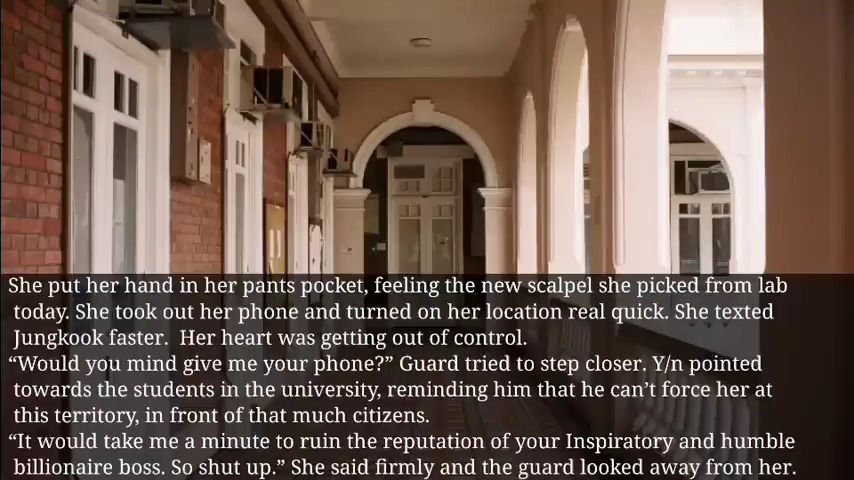 She put her hand in her pants pocket, feeling the new scalpel she picked from lab
today. She took out her phone and turned on her location real quick. She texted
Jungkook faster.  Her heart was getting out of control.
“Would you mind give me your phone?” Guard tried to step closer. Y/n pointed
towards the students in the university, reminding him that he can’t force her at
this territory, in front of that much citizens.
“It would take me a minute to ruin the reputation of your Inspiratory and humble
billionaire boss. So shut up.” She said firmly and the guard looked away from her.